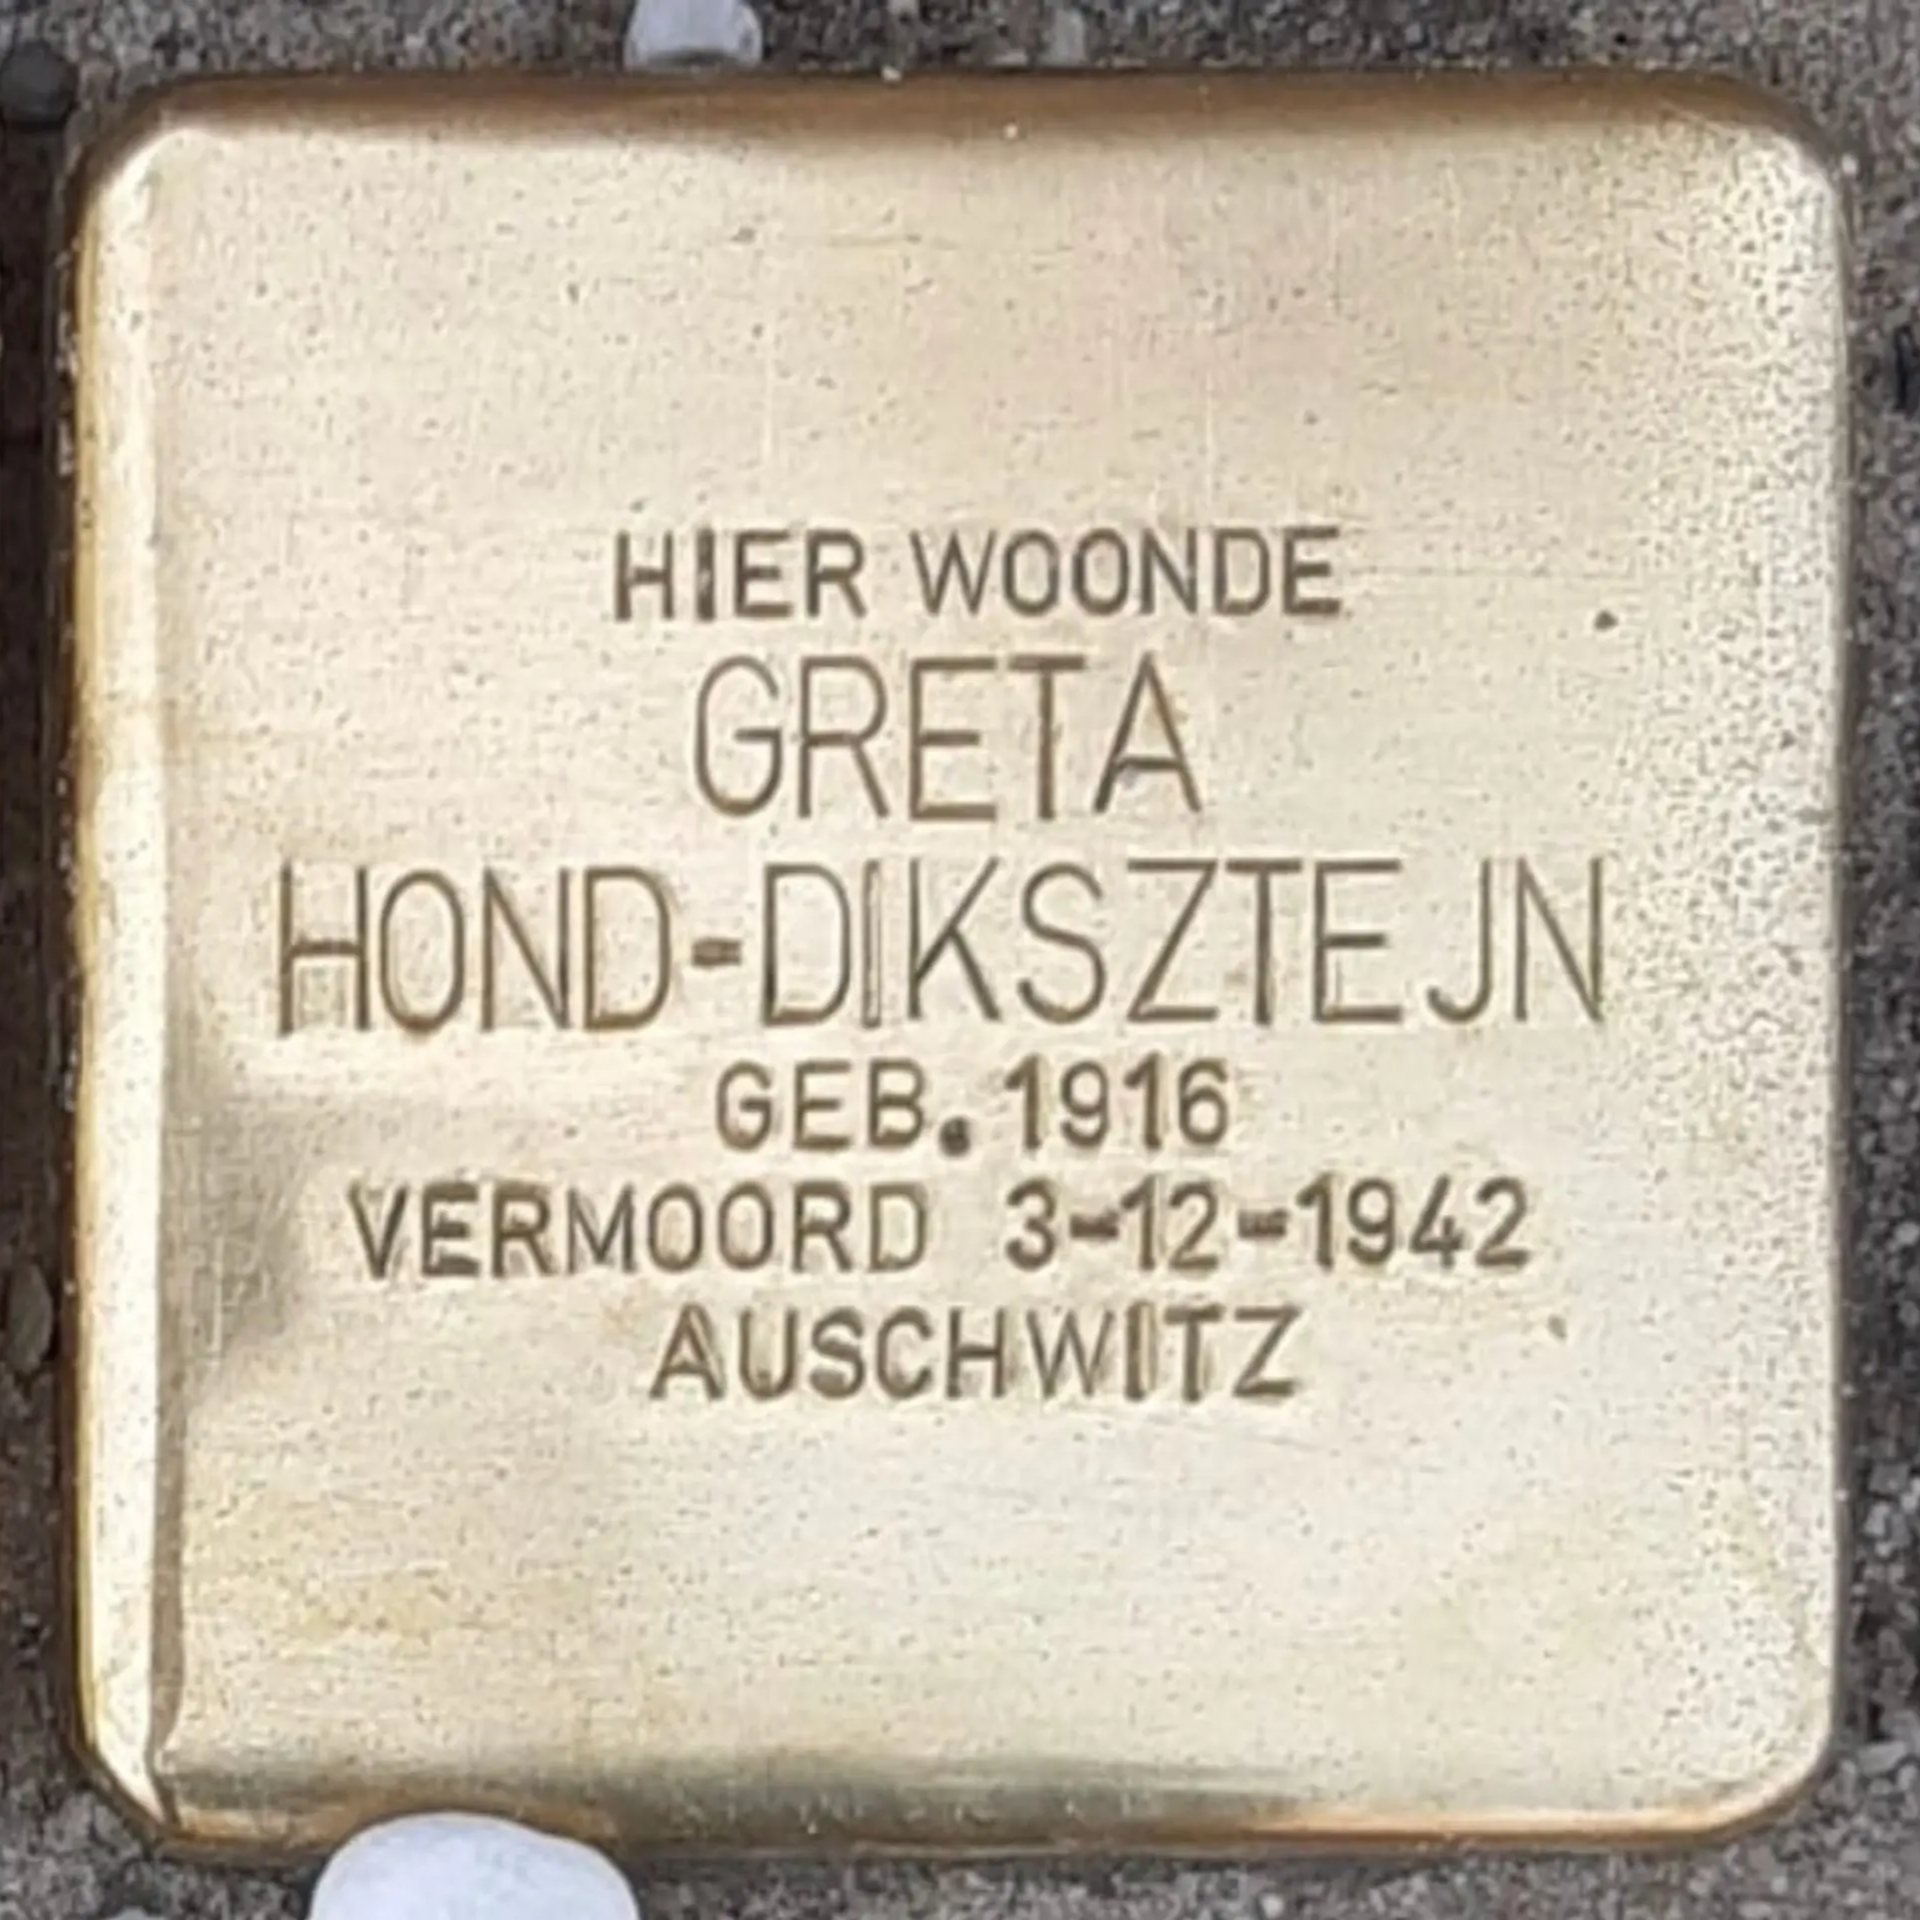 HIER WOONDE
GRETA
HOND-DIKSZTEJN
GEB. 1916
VERMOORD 3-12-1942
AUSCHWITZ